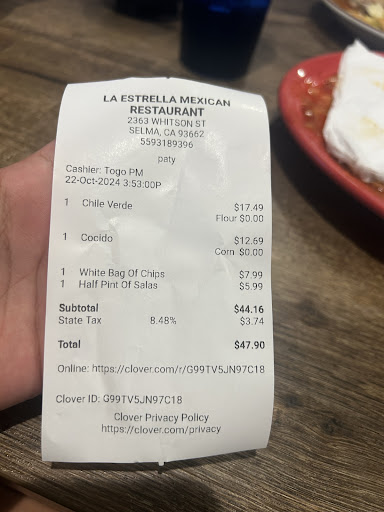 LA ESTRELLA MEXICAN
RESTAURANT
2363 WHITSON ST
SELMA, CA 93662
5593189396
paty
Cashier: Togo PM
22-Oct-2024 3:53:00P
1 Chile Verde $17.49
Flour $0.00
1 Cocido $12.69
Corn $0.00
1 White Bag Of Chips $7.99
1 Half Pint Of Salas $5.99
Subtotal $44.16
State Tax 8.48% $3.74
Total $47.90
Online: https://clover.com/r/G99TV5JN97C18
Clover ID: G99TV5JN97C18
Clover Privacy Policy
https://clover.com/privacy